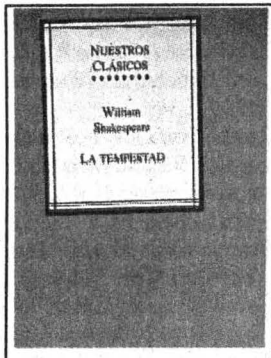 NUESTROS
CLÁSICOS
William
Shakespeare
LA TEMPESTAD